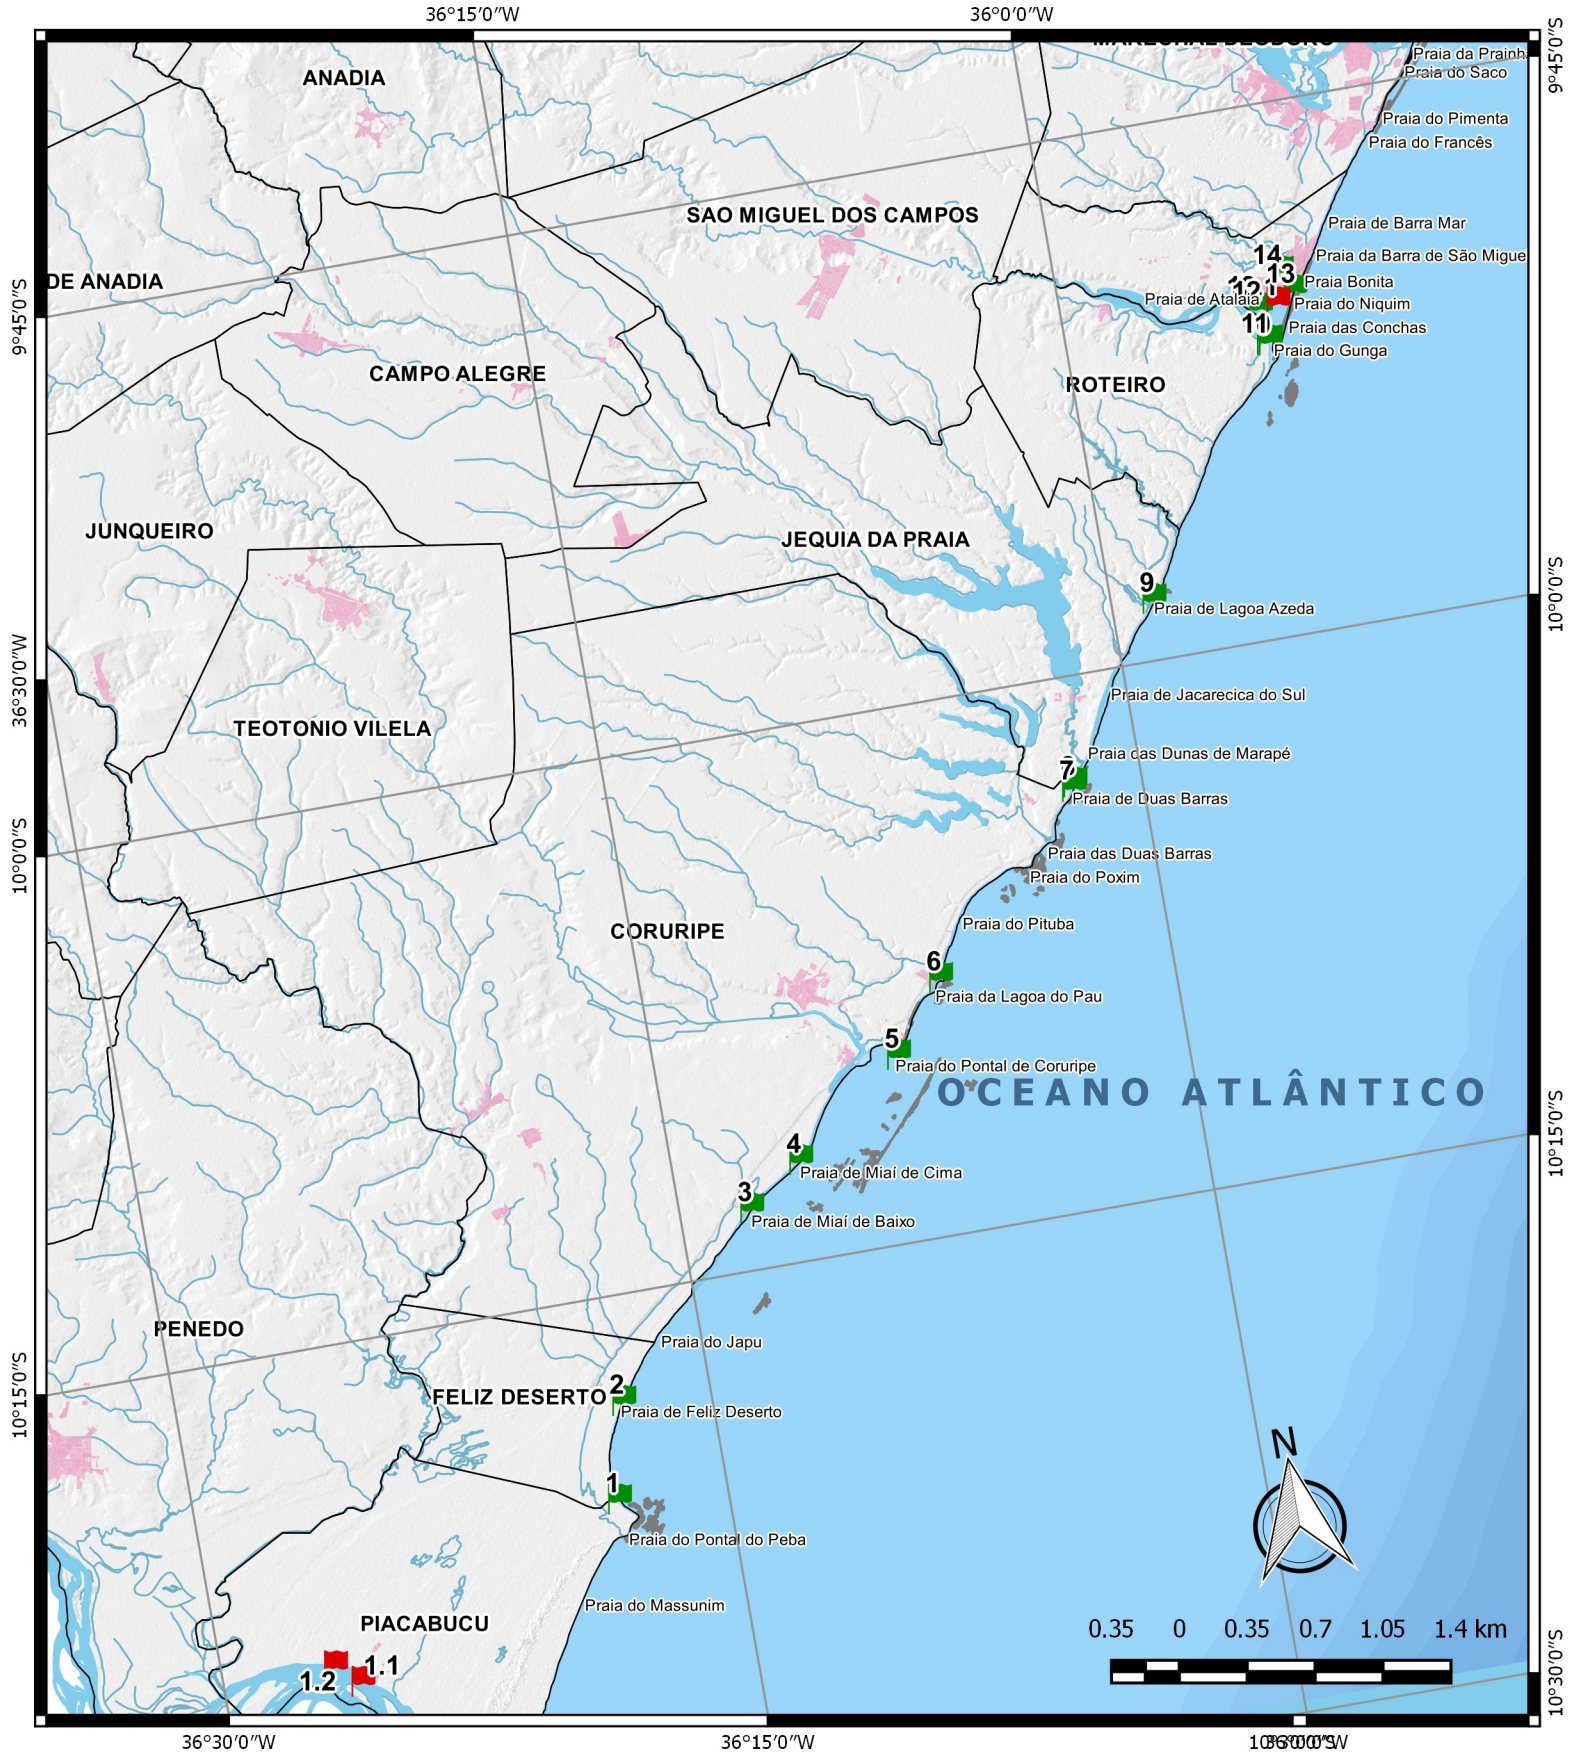 36°15'0"W
36°0'0"W
9°45'0"S
ANADIA
Praia do Saco
Praia do Pimenta
Praia do Francês
SAO MIGUEL DOS CAMPOS
Praia de Barra Mar
14
Praia da Barra de São Migue
DE ANADIA
13
Praia Bonita
12
Praia de Atalaia
Praia do Niquim
9°45'0"S
11
Praia das Conchas
Praia do Gunga
CAMPO ALEGRE
ROTEIRO
JUNQUEIRO
JEQUIA DA PRAIA
9
10°0'0"S
Praia de Lagoa Azeda
36°30'0"W
Praia de Jacarecica do Sul
TEOTONIO VILELA
Praia das Dunas de Marapé
7
Praia de Duas Barras
10°0'0"S
Praia das Duas Barras
Praia do Poxim
CORURIPE
Praia do Pituba
6
Praia da Lagoa do Pau
5
Praia do Pontal de Coruripe
OCEANO ATLÂNTICO
10°15'0"S
4
Praia de Miaí de Cima
3
Praia de Miaí de Baixo
PENEDO
Praia do Japu
10°15'0"S
FELIZ DESERTO
2
Praia de Feliz Deserto
N
1
Praia do Pontal do Peba
Praia do Massunim
PIACABUCU
0.35 0 0.35 0.7 1.05 1.4 km
1.2
1.1
10°30'0"S
36°30'0"W
36°15'0"W